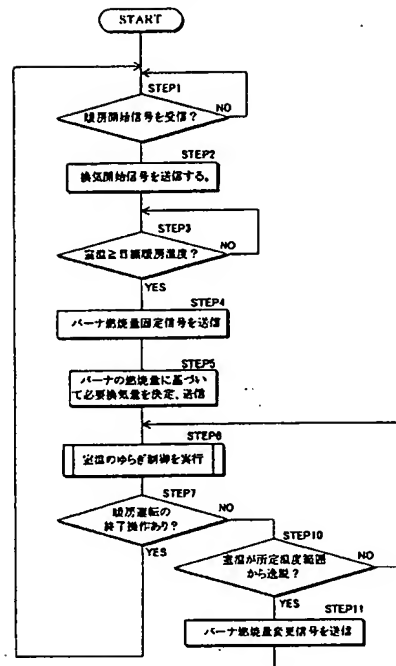 START
STEP1
暖房開始信号を受信?
NO
STEP2
換気開始信号を送信する。
STEP3
室温≧目標暖房温度?
NO
YES
STEP4
バーナ燃焼量固定信号を送信
STEP5
バーナの燃焼量に基づい
て必要換気量を決定、送信
STEP6
室温のゆらぎ制御を実行
STEP7
暖房運転の
終了操作あり?
NO
YES
STEP10
室温が所定温度範囲
から逸脱?
NO
YES
STEP11
バーナ燃焼量変更信号を送信